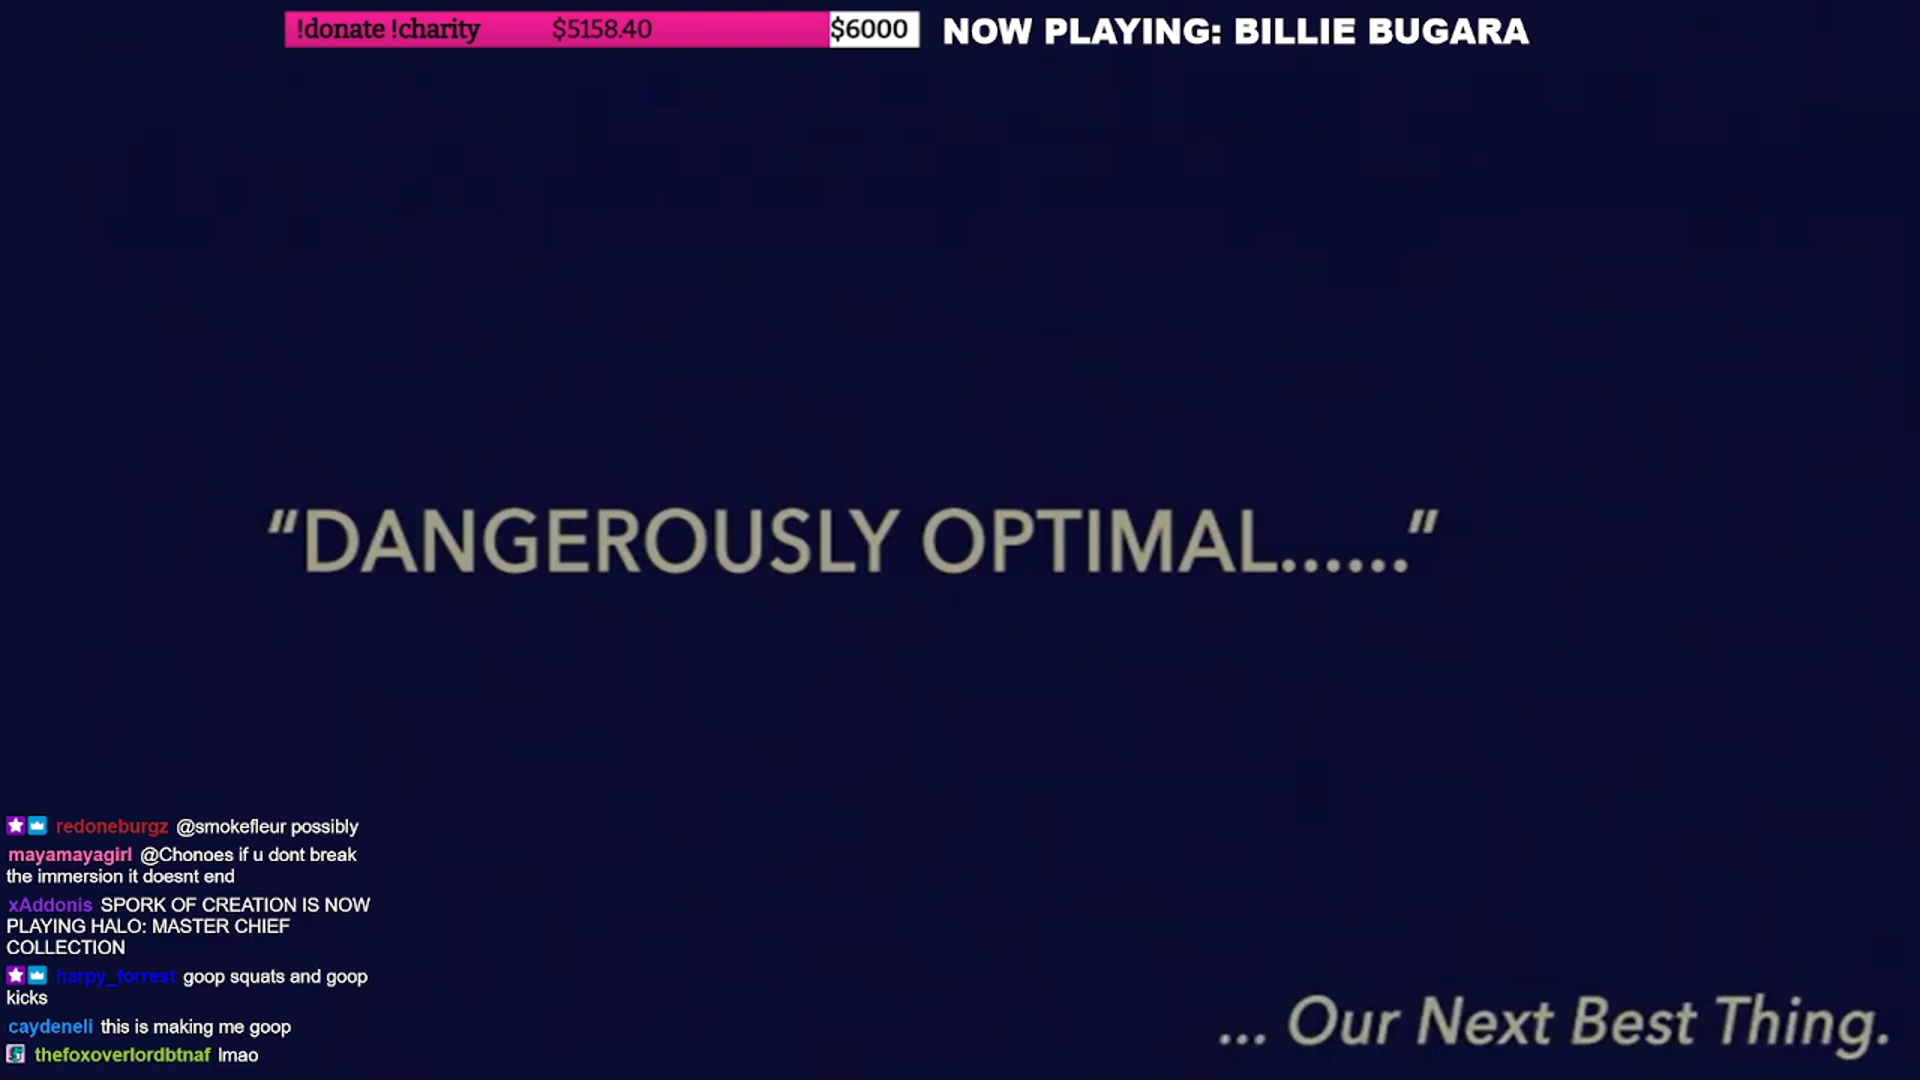 !donate !charity $5158.40 $6000 NOW PLAYING: BILLIE BUGARA
"DANGEROUSLY OPTIMAL......"
redoneburgz @smokefleur possibly
mayamayagirl @Chonoes if u dont break
the immersion it doesnt end
xAddonis SPORK OF CREATION IS NOW
PLAYING HALO: MASTER CHIEF
COLLECTION
harpy_forrest goop squats and goop
kicks
caydeneli this is making me goop
thefoxoverlordbtnaf lmao
... Our Next Best Thing.